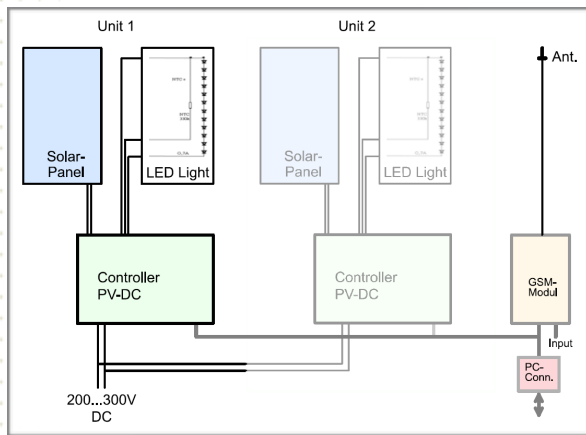 Unit 1
Unit 2
Ant.
Solar-
Panel
LED Light
Solar-
Panel
LED Light
Controller
PV-DC
Controller
PV-DC
GSM-
Modul
Input
PC-
Conn.
200...300V
DC